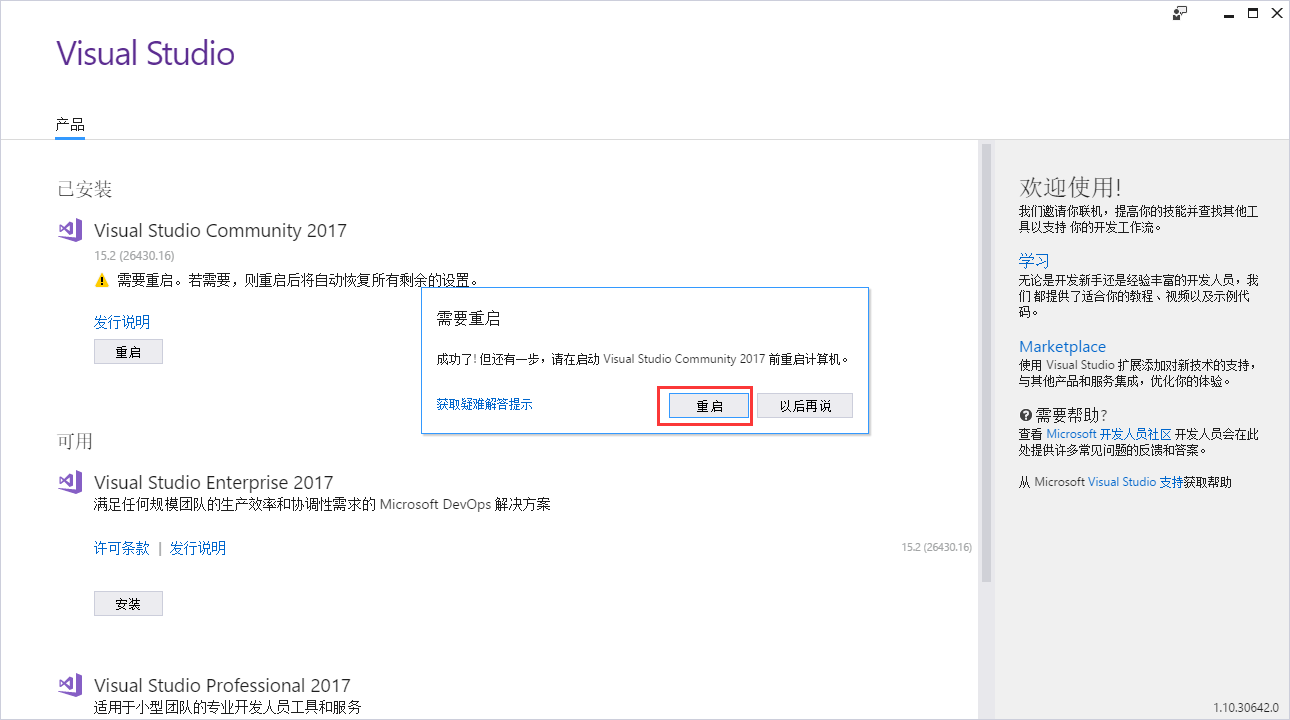 Visual Studio
产品
已安装
Visual Studio Community 2017
15.2 (26430.16)
需要重启。若需要，则重启后将自动恢复所有剩余的设置。
发行说明
重启
需要重启
成功了! 但还有一步，请在启动 Visual Studio Community 2017 前重启计算机。
获取疑难解答提示
重启
以后再说
可用
Visual Studio Enterprise 2017
满足任何规模团队的生产效率和协调性需求的 Microsoft DevOps 解决方案
许可条款 | 发行说明
15.2 (26430.16)
安装
Visual Studio Professional 2017
适用于小型团队的专业开发人员工具和服务
欢迎使用!
我们邀请你联机，提高你的技能并查找其他工
具以支持 你的开发工作流。
学习
无论是开发新手还是经验丰富的开发人员，我
们 都提供了适合你的教程、视频以及示例代
码。
Marketplace
使用 Visual Studio 扩展添加对新技术的支持，
与其他产品和服务集成，优化你的体验。
需要帮助?
查看 Microsoft 开发人员社区 开发人员会在此
处提供许多常见问题的反馈和答案。
从 Microsoft Visual Studio 支持获取帮助
1.10.30642.0